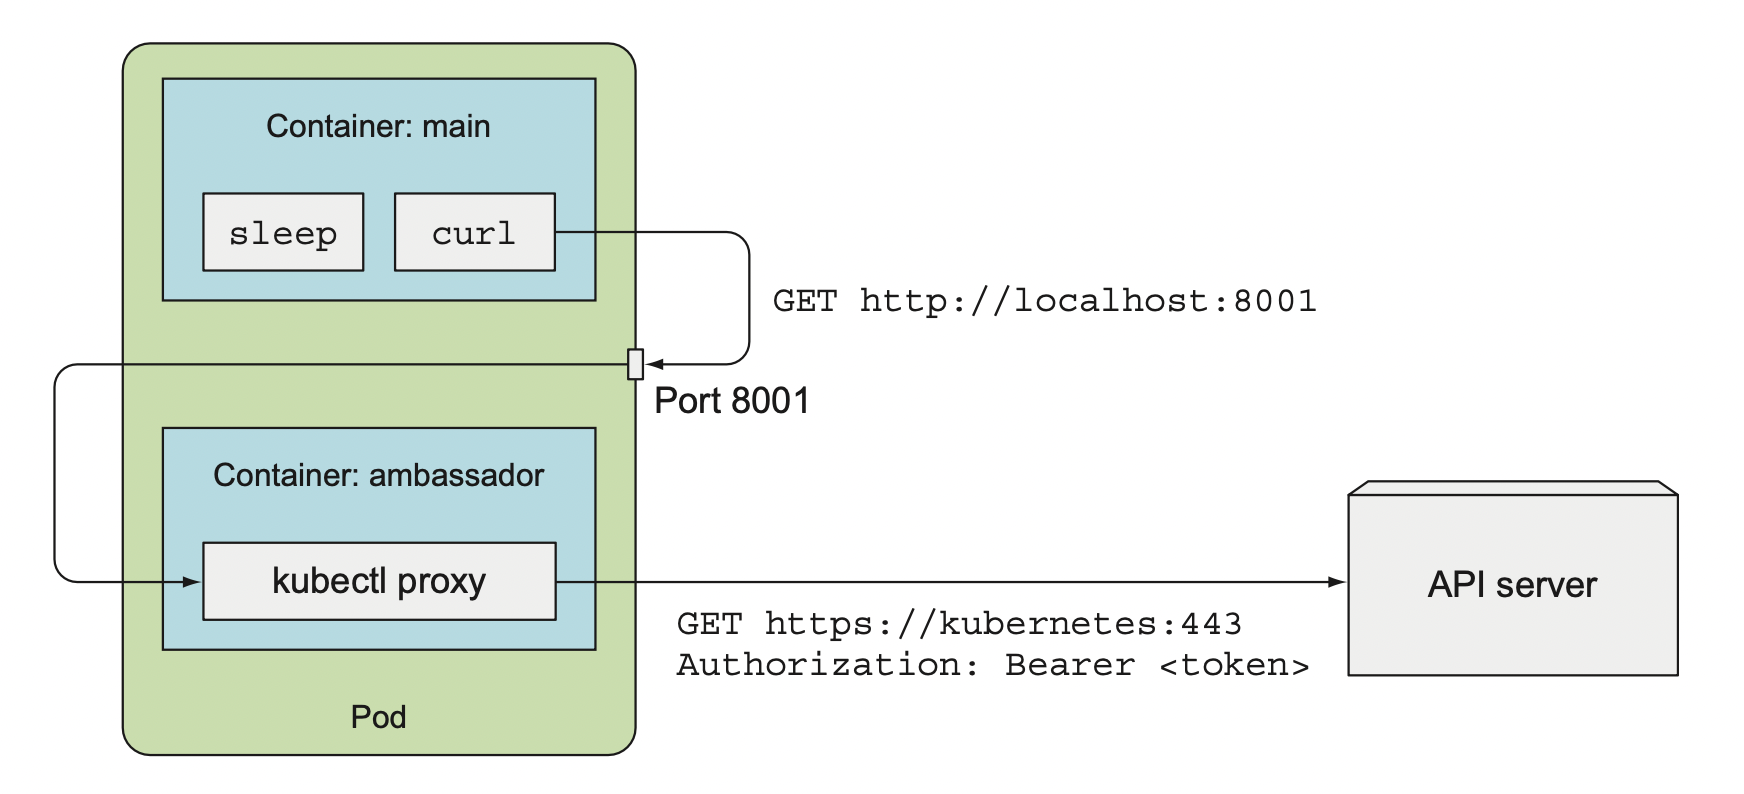 Container: main
sleep
curl
GET http://localhost:8001
Port 8001
Container: ambassador
kubectl proxy
API server
GET https://kubernetes:443
Authorization: Bearer <token>
Pod